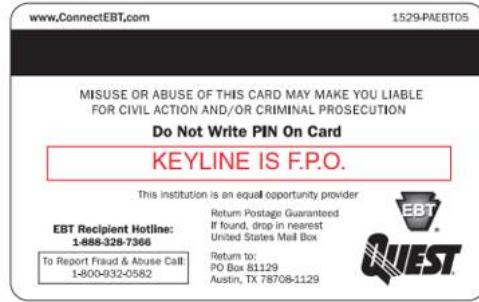 www.ConnectEBT.com 1529-PAEBT05
MISUSE OR ABUSE OF THIS CARD MAY MAKE YOU LIABLE
FOR CIVIL ACTION AND/OR CRIMINAL PROSECUTION
Do Not Write PIN On Card
KEYLINE IS F.P.O.
This institution is an equal opportunity provider
EBT Recipient Hotline:
1-888-328-7366
To Report Fraud & Abuse Call:
1-800-932-0582
Return Postage Guaranteed
If found, drop in nearest
United States Mail Box
Return to:
PO Box 81129
Austin, TX 78708-1129
EBT
QUEST